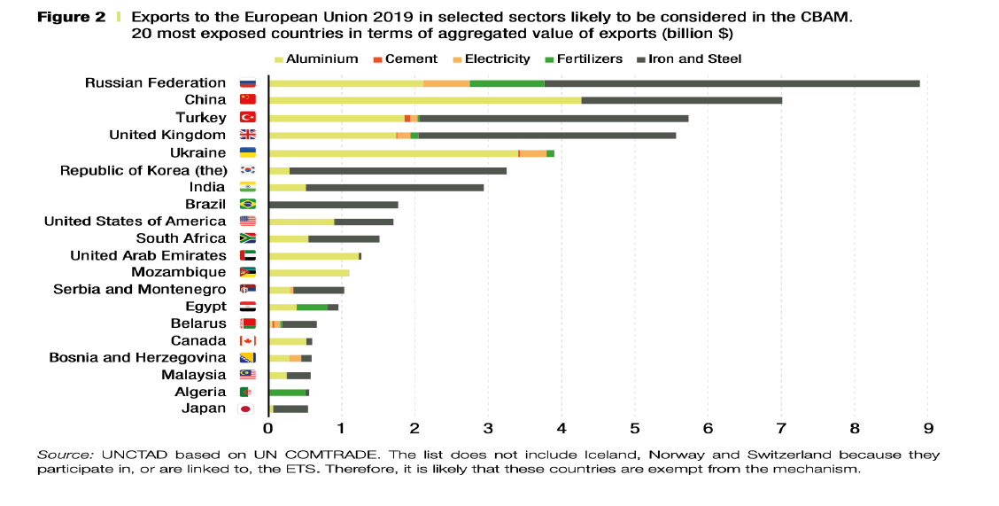 Figure 2 Exports to the European Union 2019 in selected sectors likely to be considered in the CBAM.
20 most exposed countries in terms of aggregated value of exports (billion $)
Aluminium Cement Electricity Fertilizers Iron and Steel
Russian Federation
China
Turkey
United Kingdom
Ukraine
Republic of Korea (the)
India
Brazil
United States of America
South Africa
United Arab Emirates
Mozambique
Serbia and Montenegro
Egypt
Belarus
Canada
Bosnia and Herzegovina
Malaysia
Algeria
Japan
0 1 2 3 4 5 6 7 8 9
Source: UNCTAD based on UN COMTRADE. The list does not include Iceland, Norway and Switzerland because they
participate in, or are linked to, the ETS. Therefore, it is likely that these countries are exempt from the mechanism.